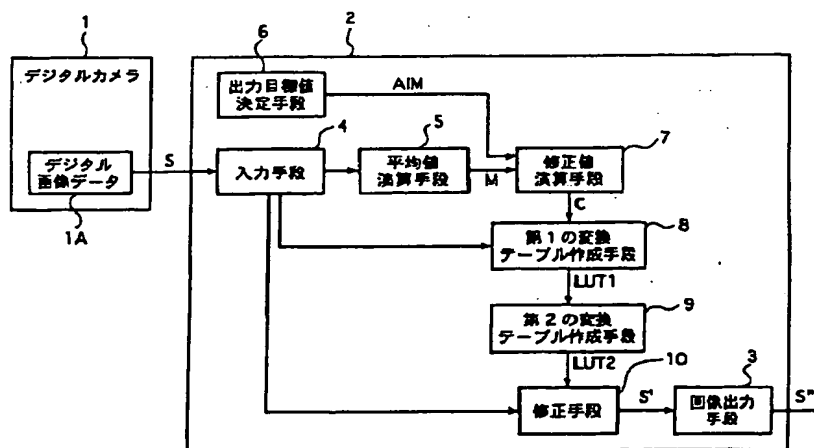 1
デジタルカメラ
デジタル
画像データ
1A
S
2
6
出力目標値
決定手段
AIM
4
入力手段
5
平均値
演算手段
M
7
修正値
演算手段
C
8
第1の変換
テーブル作成手段
LUT1
9
第2の変換
テーブル作成手段
LUT2
10
修正手段
S'
3
画像出力
手段
S"